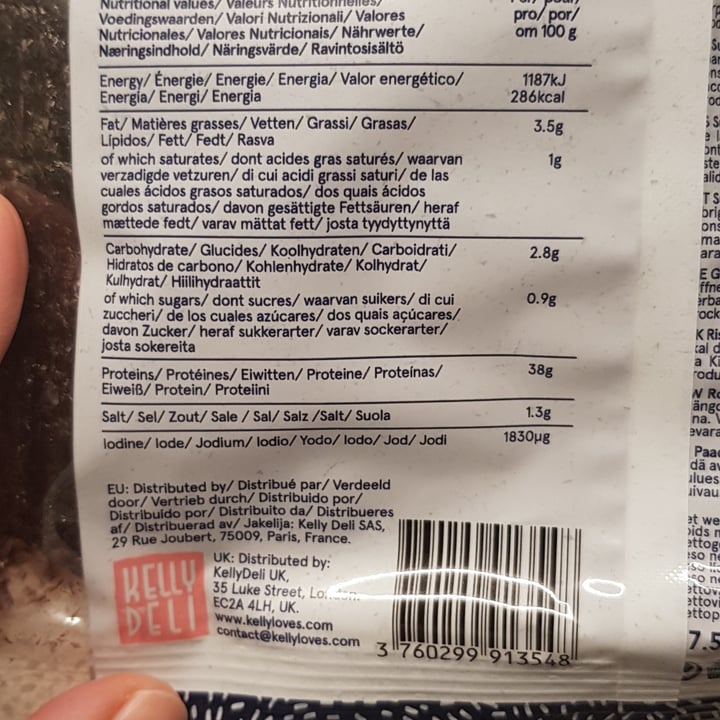 Nutritional values/ Valeurs Nutritionnelles/
Voedingswaarden/ Valori Nutrizionali/ Valores
Nutricionales/ Valores Nutricionais/ Nährwerte/
Næringsindhold/ Näringsvärde/ Ravintosisältö
pro/ por/
om 100 g
Energy/ Énergie/ Energie/ Energia/ Valor energético/
Energía/ Energi/ Energia
1187kJ
286kcal
Fat/ Matières grasses/ Vetten/ Grassi/ Grasas/
Lípidos/ Fett/ Fedt/ Rasva
3.5g
of which saturates/ dont acides gras saturés/ waarvan
verzadigde vetzuren/ di cui acidi grassi saturi/ de las
cuales ácidos grasos saturados/ dos quais ácidos
gordos saturados/ davon gesättigte Fettsäuren/ heraf
mættede fedt/ varav mättat fett/ josta tyydyttynyttä
1g
Carbohydrate/ Glucides/ Koolhydraten/ Carboidrati/
Hidratos de carbono/ Kohlenhydrate/ Kolhydrat/
Kulhydrat/ Hiilihydraattit
2.8g
of which sugars/ dont sucres/ waarvan suikers/ di cui
zuccheri/ de los cuales azúcares/ dos quais açúcares/
davon Zucker/ heraf sukkerarter/ varav sockerarter/
josta sokereita
0.9g
Proteins/ Protéines/ Eiwitten/ Proteine/ Proteínas/
Eiweiß/ Protein/ Proteiini
38g
Salt/ Sel/ Zout/ Sale / Sal/ Salz /Salt/ Suola
1.3g
Iodine/ Iode/ Jodium/ Iodio/ Yodo/ Iodo/ Jod/ Jodi
1830µg
EU: Distributed by/ Distribué par/ Verdeeld
door/ Vertrieb durch/ Distribuido por/
Distribuído por/ Distribuito da/ Distribueres
af/ Distribuerad av/ Jakelija: Kelly Deli SAS,
29 Rue Joubert, 75009, Paris, France.
KELLY
DELI
UK: Distributed by:
KellyDeli UK,
35 Luke Street,
EC2A 4LH, UK.
www.kellyloves.com
contact@kellyloves.com
3 760299 913548